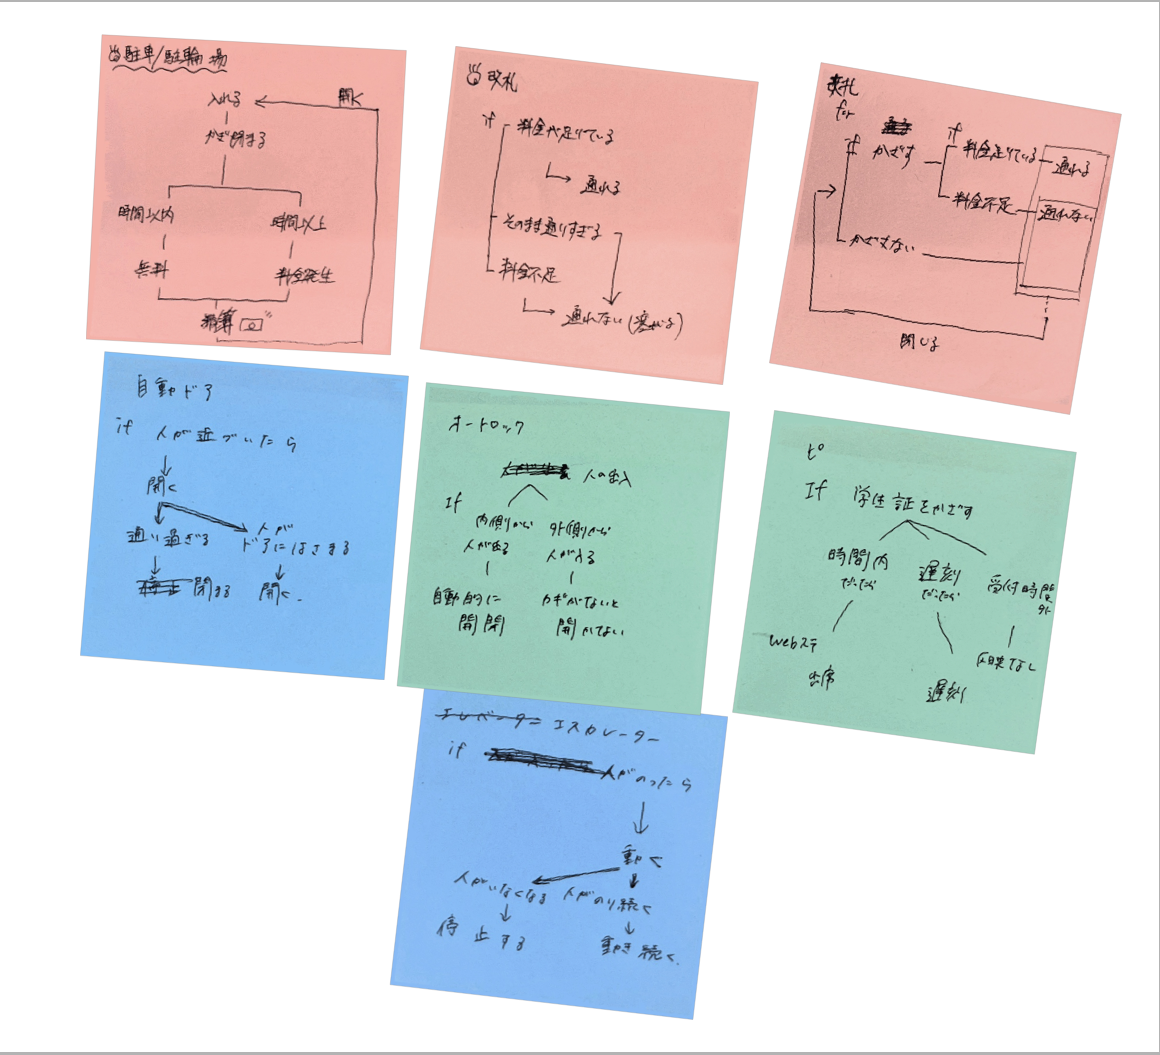 駐車/駐輪場
入れる
開く
かぎ閉まる
時間以内
時間以上
無料
料金発生
精算
改札
if
料金が足りている
通れる
そのまま通りすぎる
料金不足
通れない(塞がる)
改札
for
if
かざす
if
料金足りている
通れる
料金不足
通れない
かざさない
閉じる
自動ドア
if 人が近づいたら
開く
通り過ぎる
人が
ドアにはさまる
閉まる
開く.
オートロック
人の出入
If
内側から
人が出る
外側から
人が入る
自動的に
開閉
カギがないと
開かない
ピ
If 学生証をかざす
時間内
だったら
遅刻
だったら
受付時間
外
Webステ
出席
遅刻
反映なし
エレベーター エスカレーター
if
人がのったら
動く
人がいなくなる
人がのり続く
停止する
動き続く.